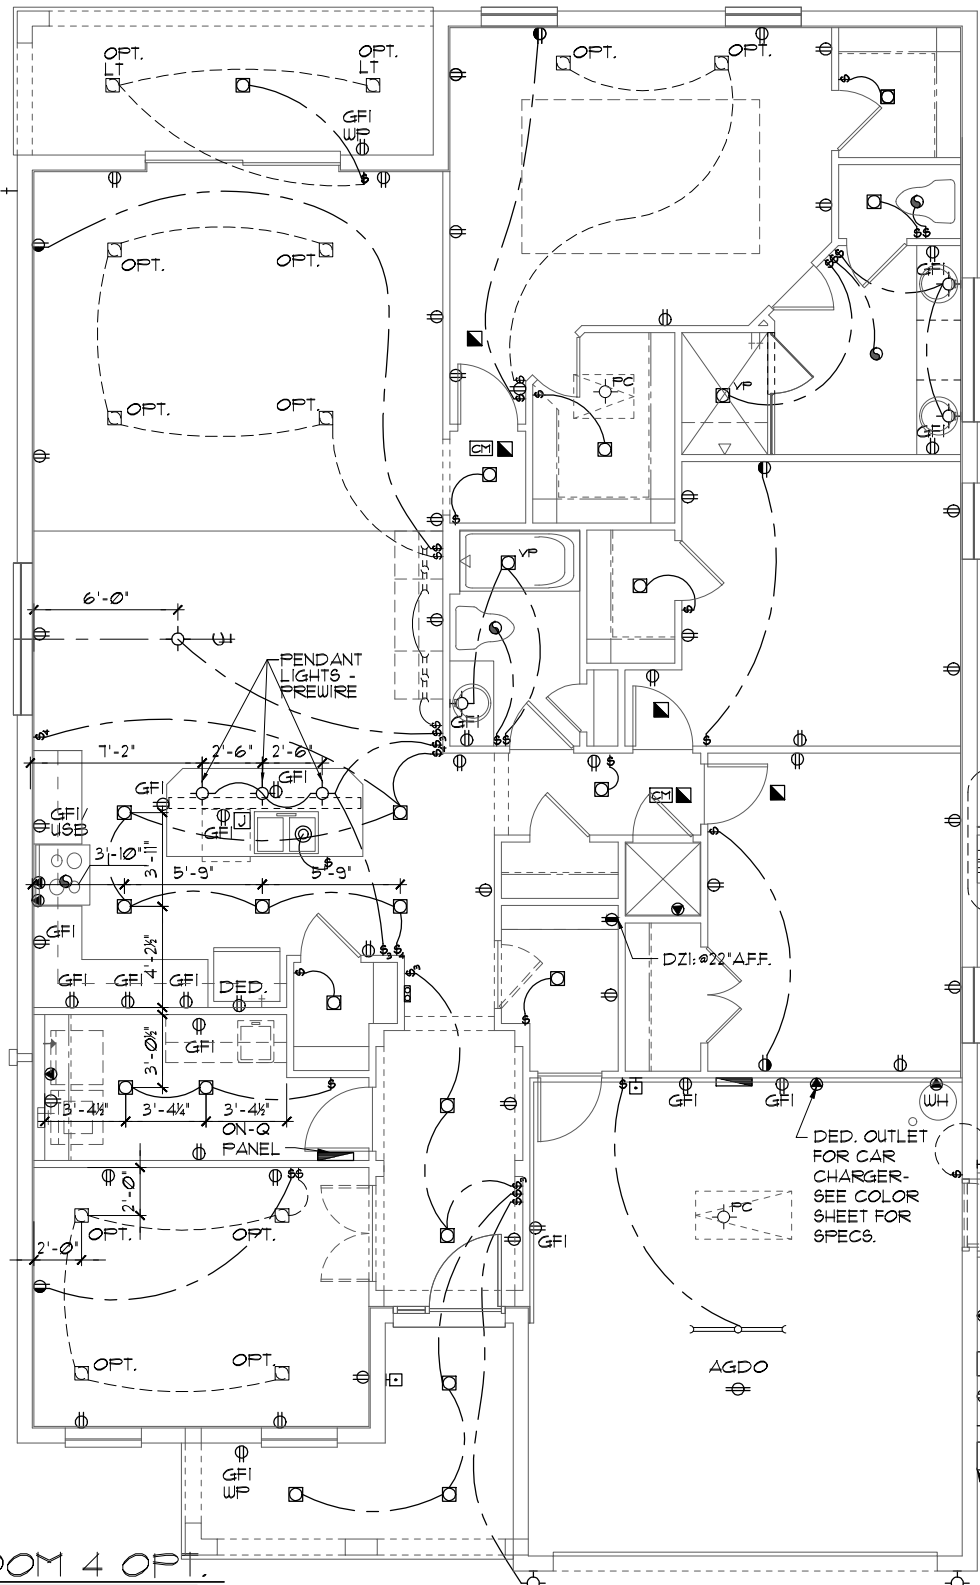 OPT.
LT
OPT.
LT
OPT.
OPT.
GFI
WP
OPT.
OPT.
GFI
OPT.
OPT.
PC
VP
GFI
CM
VP
6'-0"
PENDANT
LIGHTS -
PREWIRE
GFI
7'-2"
2'-6"
2'-6"
GFI
GFI
CM
GFI/
USB
GFI
J
3'-10"
3'-11"
5'-9"
5'-9"
GFI
4'-2½"
DZI: @22"A.F.F.
GFI
GFI
GFI
DED.
3'-0½"
GFI
3'-4½"
3'-4¼"
3'-4½"
GFI
GFI
WH
ON-Q
PANEL
DED. OUTLET
FOR CAR
CHARGER-
SEE COLOR
SHEET FOR
SPECS.
2'-0"
OPT.
OPT.
PC
2'-0"
GFI
OPT.
OPT.
AGDO
GFI
WP
OOM 4 OPT.